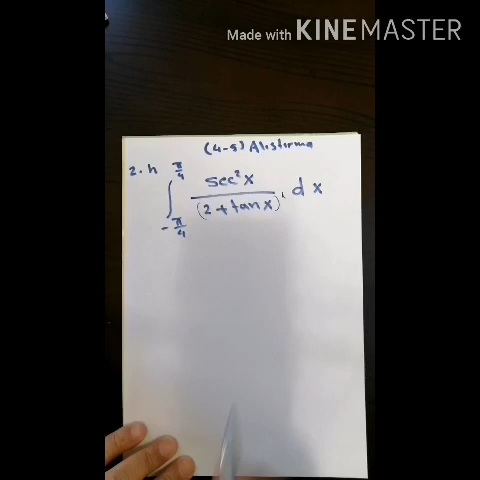 Made with KINEMASTER
(4-5) Alıştırma
2. h ∫_{-π/4}^{π/4} sec²x / (2 + tan x) . dx